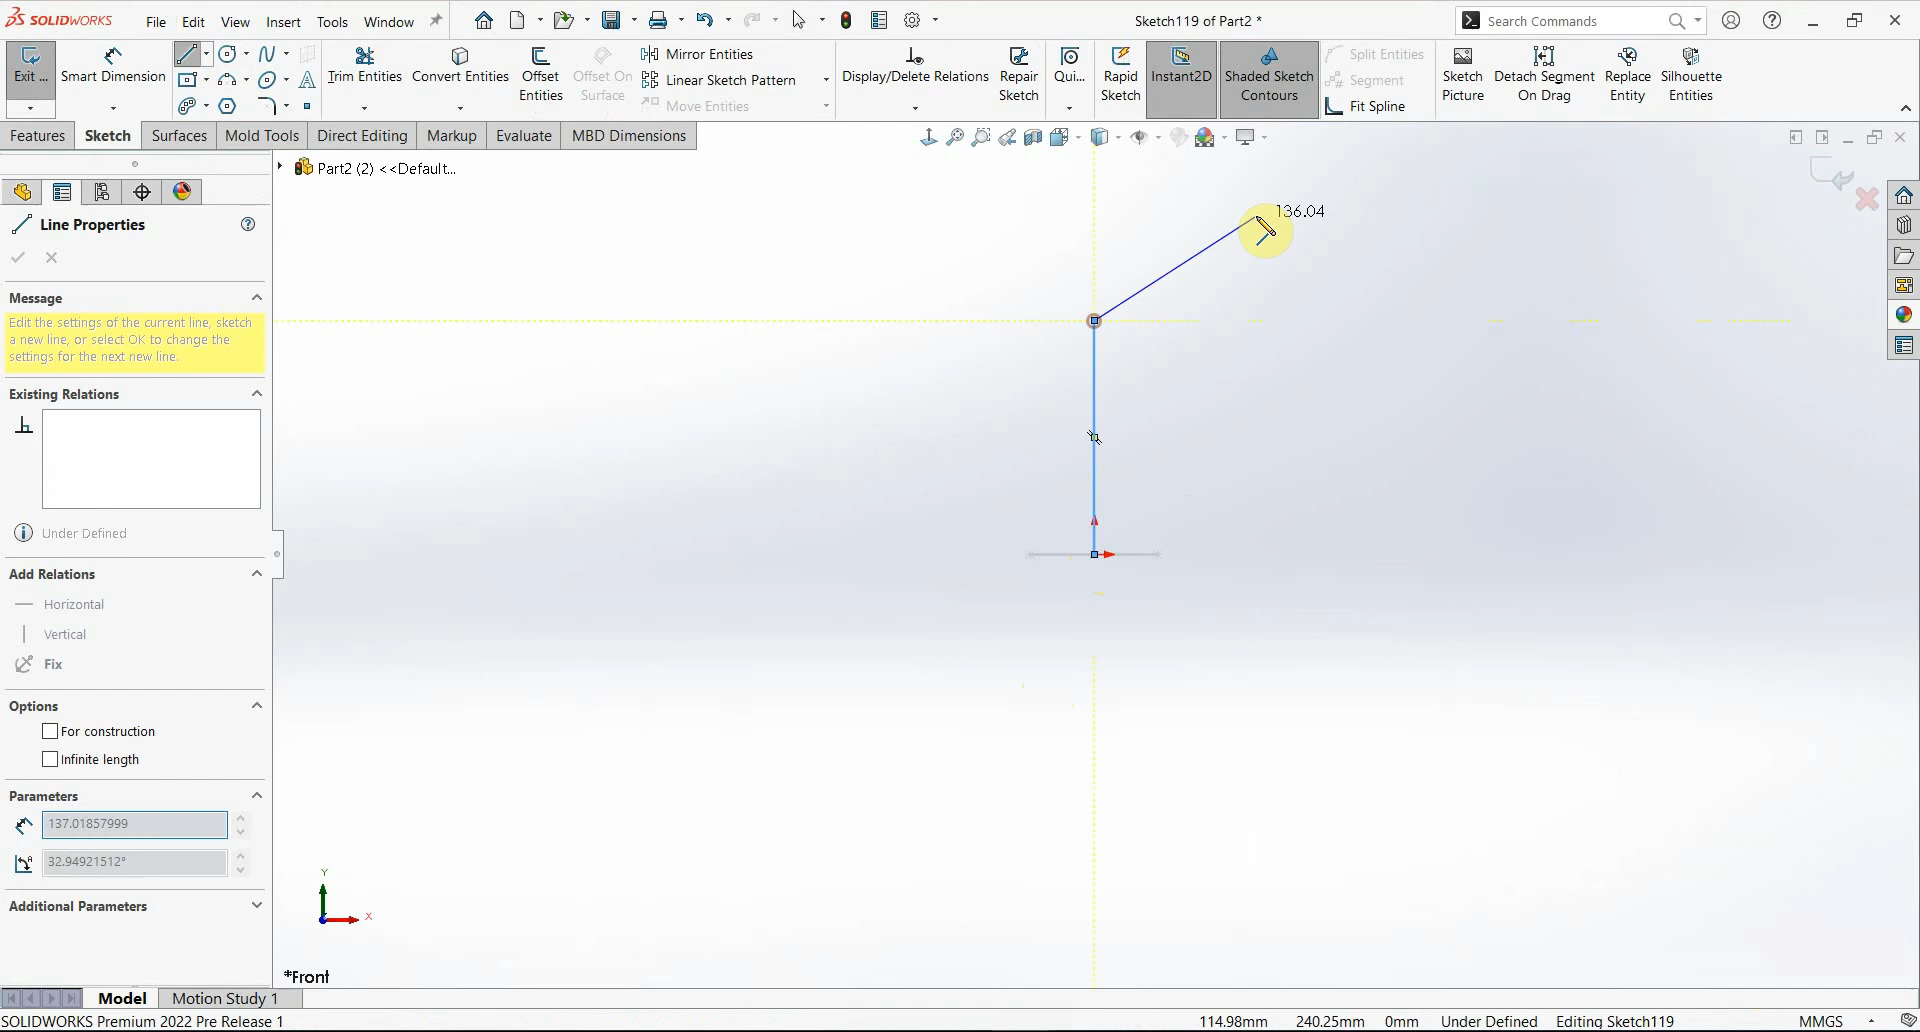 SOLIDWORKS File Edit View Insert Tools Window Sketch119 of Part2 * Search Commands
Exit ... Smart Dimension Trim Entities Convert Entities Offset Entities Offset On Surface Mirror Entities Linear Sketch Pattern Move Entities Display/Delete Relations Repair Sketch Qui... Rapid Sketch Instant2D Shaded Sketch Contours Split Entities Segment Fit Spline Sketch Picture Detach Segment On Drag Replace Entity Silhouette Entities
Features Sketch Surfaces Mold Tools Direct Editing Markup Evaluate MBD Dimensions
Part2 (2) <<Default...
Line Properties
136.04
Message
Edit the settings of the current line, sketch
a new line, or select OK to change the
settings for the next new line.
Existing Relations
Under Defined
Add Relations
Horizontal
Vertical
Fix
Options
For construction
Infinite length
Parameters
137.01857999
32.94921512°
Additional Parameters
Y
X
*Front
Model Motion Study 1
SOLIDWORKS Premium 2022 Pre Release 1 114.98mm 240.25mm 0mm Under Defined Editing Sketch119 MMGS